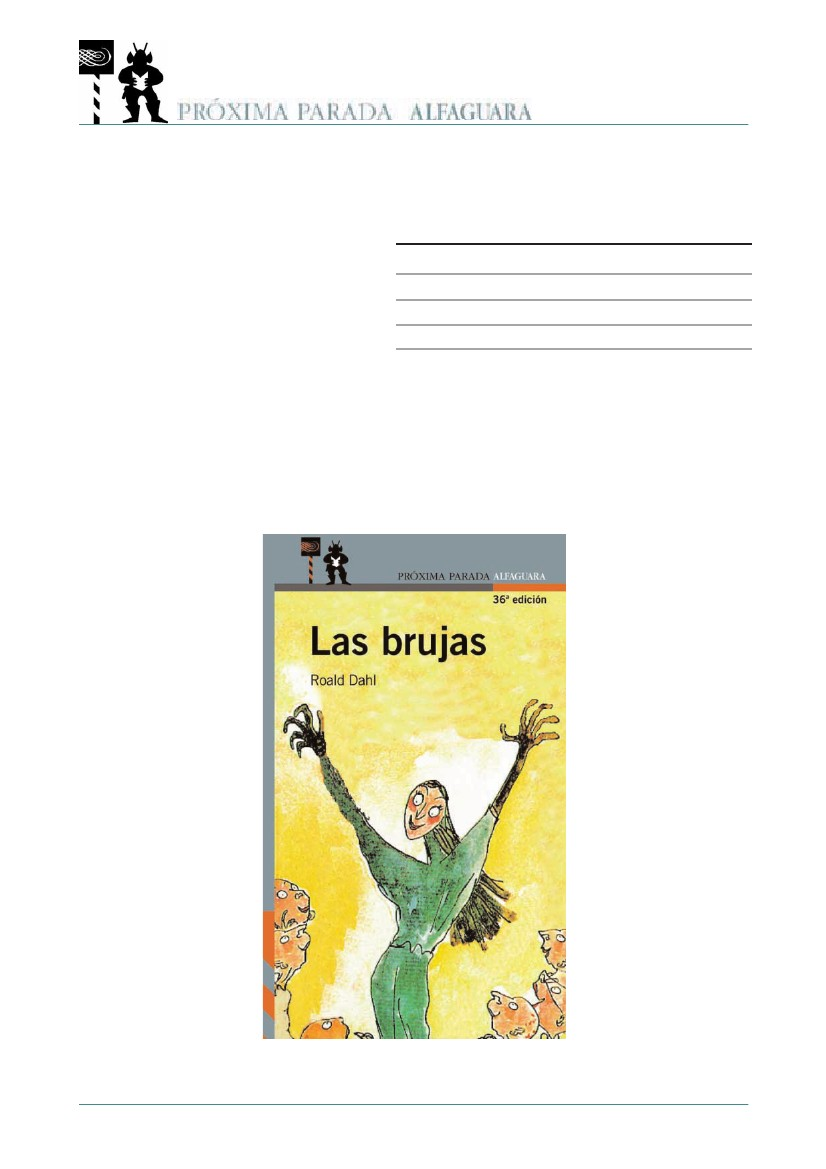 PRÓXIMA PARADA ALFAGUARA
PRÓXIMA PARADA ALFAGUARA
36ª edición
Las brujas
Roald Dahl